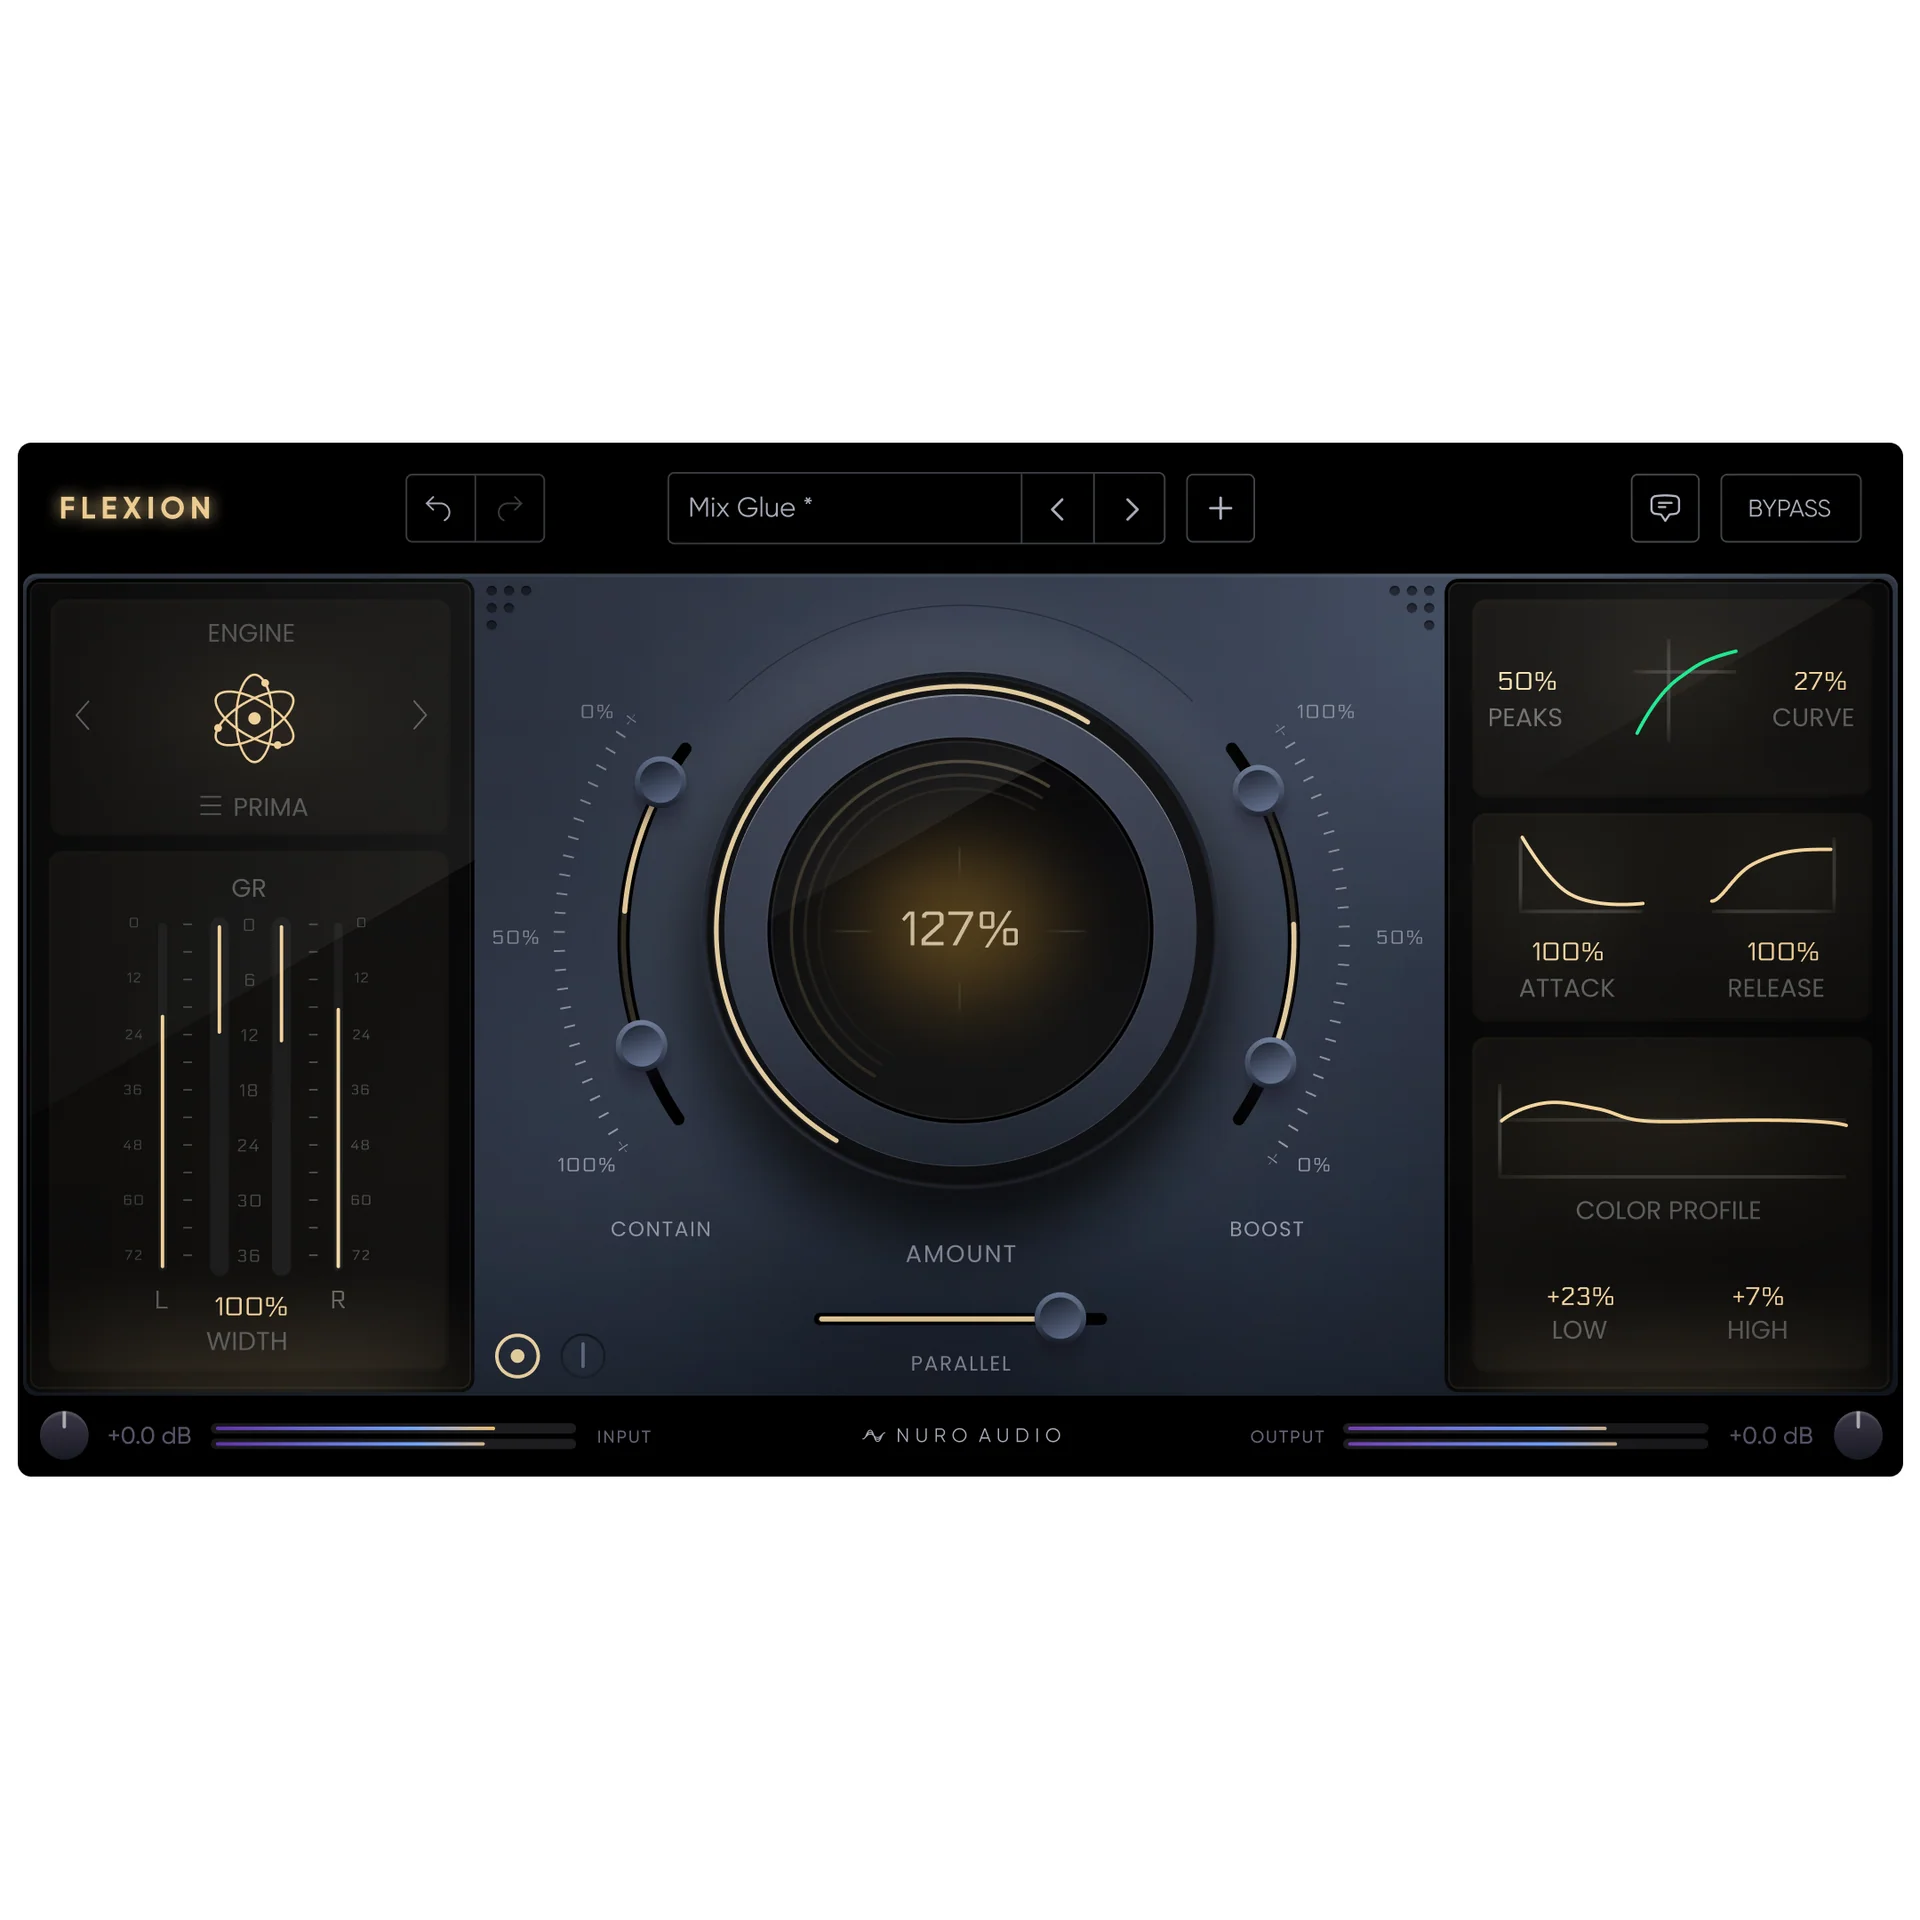 FLEXION
Mix Glue *
BYPASS
ENGINE
PRIMA
GR
0 0 0
12 6 12
24 12 24
36 18 36
48 24 48
60 30 60
72 36 72
L R
100%
WIDTH
0%
50%
100%
CONTAIN
127%
AMOUNT
PARALLEL
100%
50%
0%
BOOST
50% 27%
PEAKS CURVE
100% 100%
ATTACK RELEASE
COLOR PROFILE
+23% +7%
LOW HIGH
+0.0 dB INPUT NURO AUDIO OUTPUT +0.0 dB